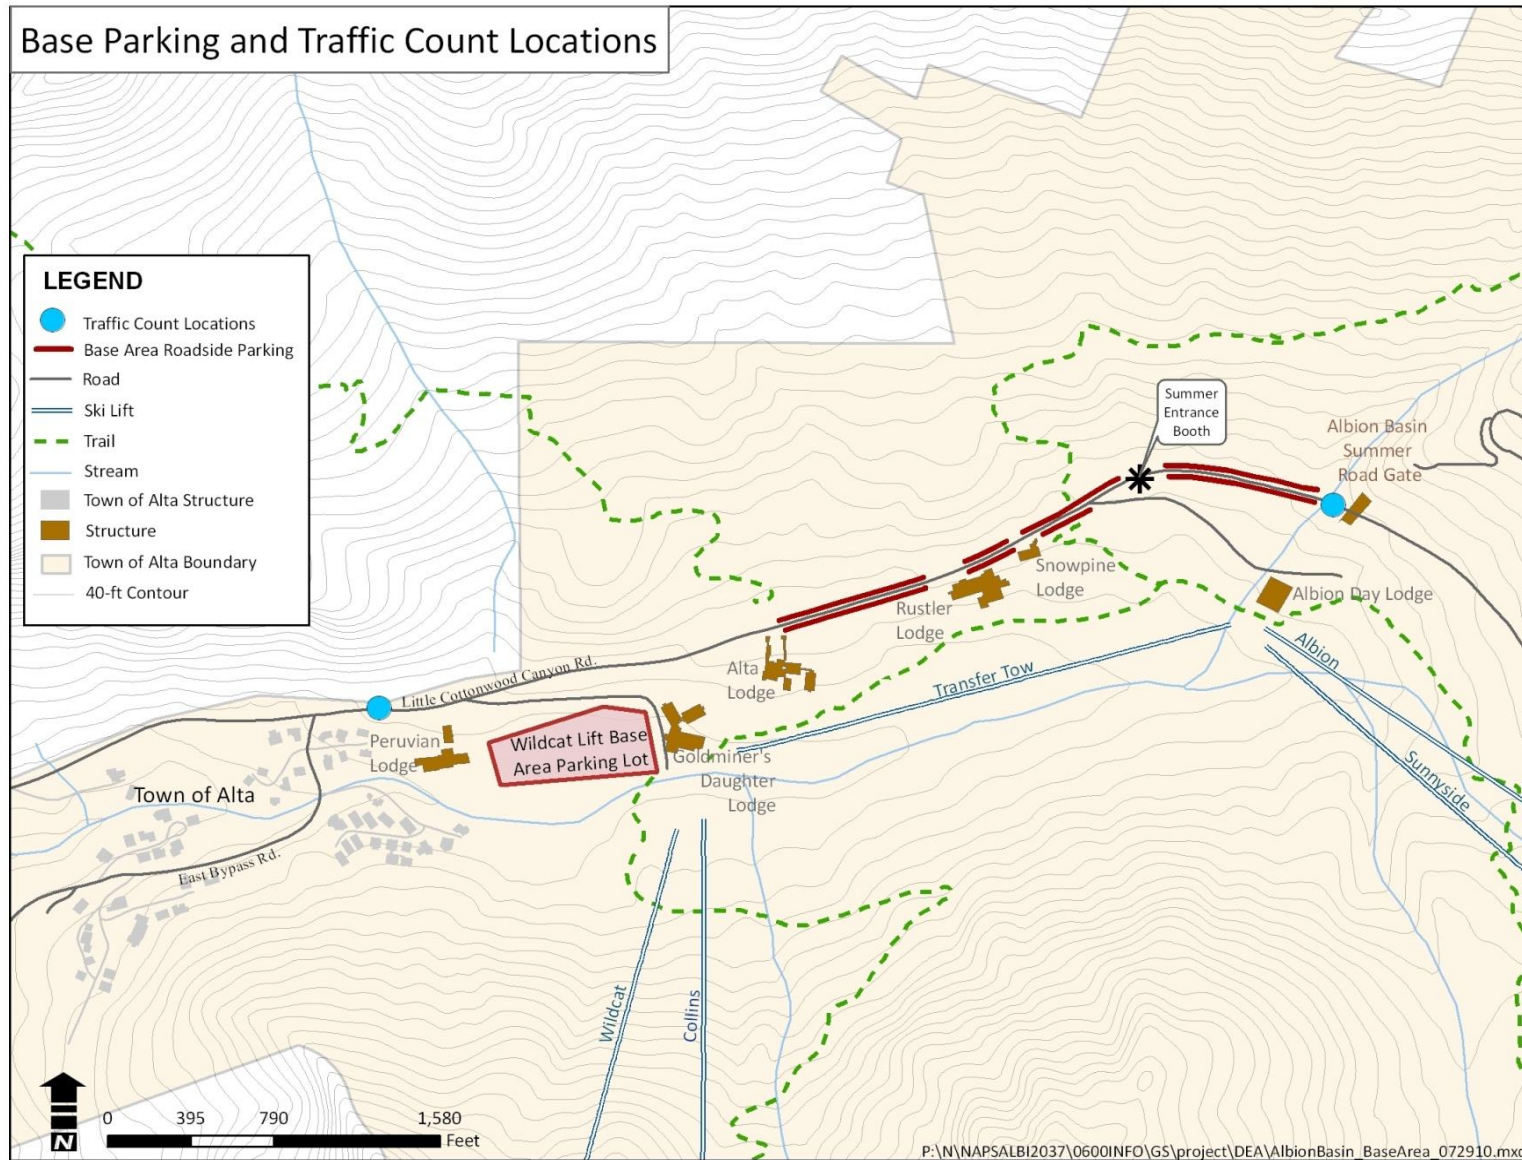 Base Parking and Traffic Count Locations
LEGEND
Traffic Count Locations
Base Area Roadside Parking
Road
Ski Lift
Trail
Stream
Town of Alta Structure
Structure
Town of Alta Boundary
40-ft Contour
Summer
Entrance
Booth
Albion Basin
Summer
Road Gate
Snowpine
Lodge
Albion Day Lodge
Rustler
Lodge
Albion
Alta
Lodge
Transfer Tow
Little Cottonwood Canyon Rd.
Peruvian
Lodge
Wildcat Lift Base
Area Parking Lot
Goldminer's
Daughter
Lodge
Sunnyside
Town of Alta
East Bypass Rd.
Wildcat
Collins
N
0 395 790 1,580
Feet
P:\N\NAPSALBI2037\0600INFO\GS\project\DEA\AlbionBasin_BaseArea_072910.mxd